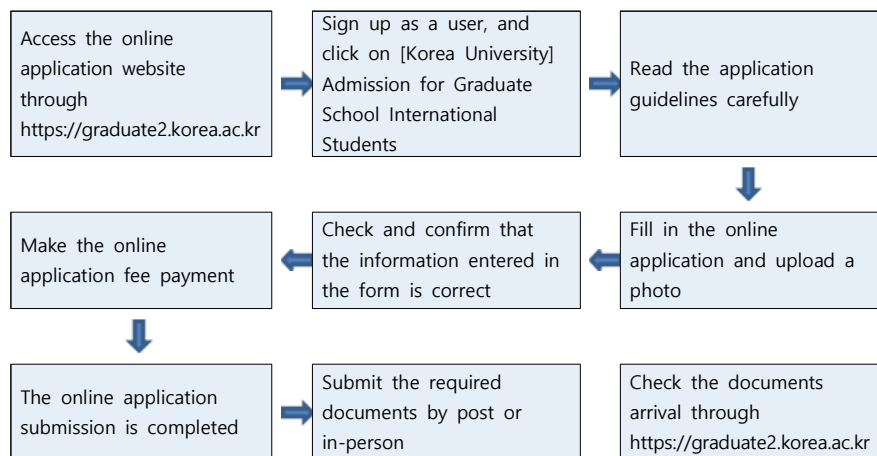 Access the online
application website
through
https://graduate2.korea.ac.kr
Sign up as a user, and
click on [Korea University]
Admission for Graduate
School International
Students
Read the application
guidelines carefully
Fill in the online
application and upload a
photo
Check and confirm that
the information entered in
the form is correct
Make the online
application fee payment
The online application
submission is completed
Submit the required
documents by post or
in-person
Check the documents
arrival through
https://graduate2.korea.ac.kr